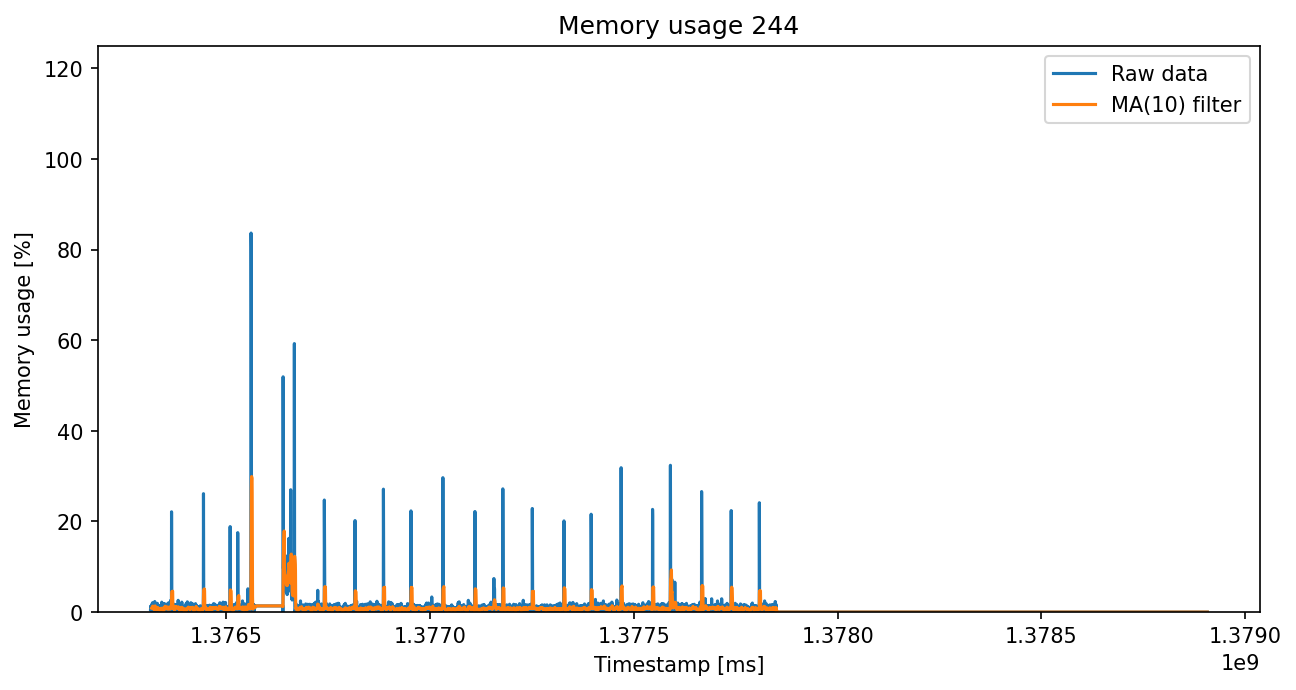 Memory usage 244
Raw data
MA(10) filter
Memory usage [%]
120
100
80
60
40
20
0
1.3765 1.3770 1.3775 1.3780 1.3785 1.3790
1e9
Timestamp [ms]